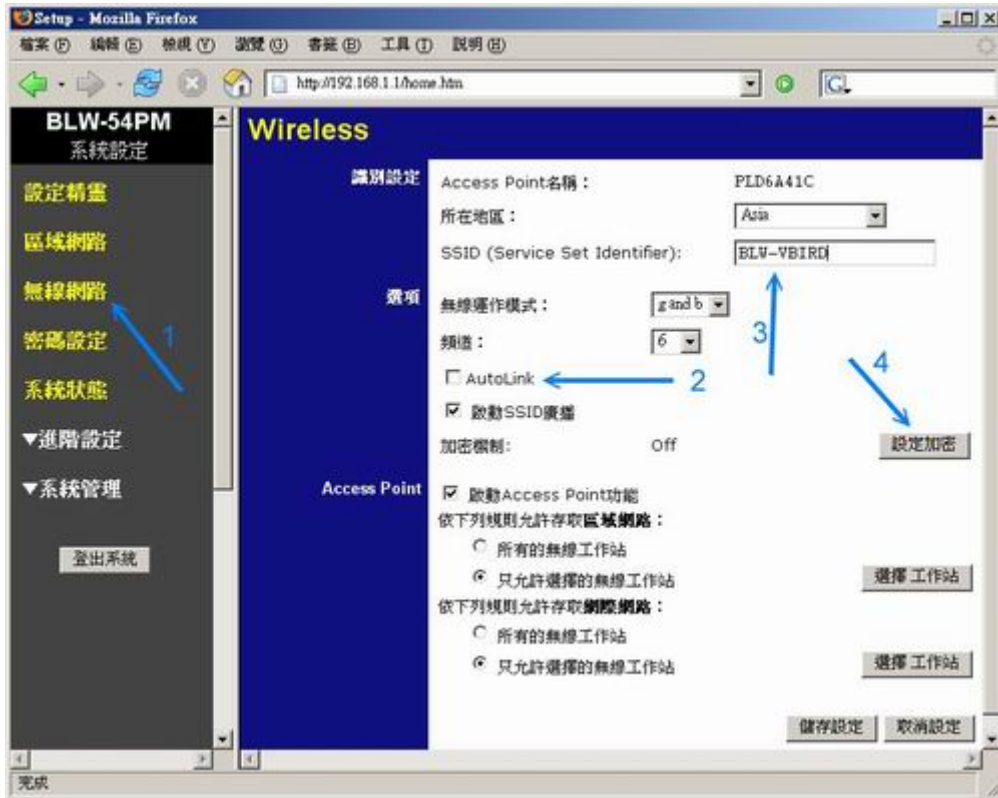 Setup - Mozilla Firefox
檔案(F) 編輯(E) 檢視(Y) 瀏覽(G) 書籤(B) 工具(T) 說明(H)
http://192.168.1.1/home.htm
G.
BLW-54PM
系統設定
設定精靈
區域網路
無線網路
密碼設定
系統狀態
▼進階設定
▼系統管理
登出系統
1
Wireless
識別設定
Access Point名稱： PLD6A41C
所在地區： Asia
SSID (Service Set Identifier): BLW-VBIRD
3
選項
無線運作模式： g and b
頻道： 6
AutoLink
2
4
啟動SSID廣播
加密機制: Off 設定加密
Access Point
啟動Access Point功能
依下列規則允許存取區域網路：
所有的無線工作站
只允許選擇的無線工作站 選擇 工作站
依下列規則允許存取網際網路：
所有的無線工作站
只允許選擇的無線工作站 選擇 工作站
儲存設定 取消設定
完成